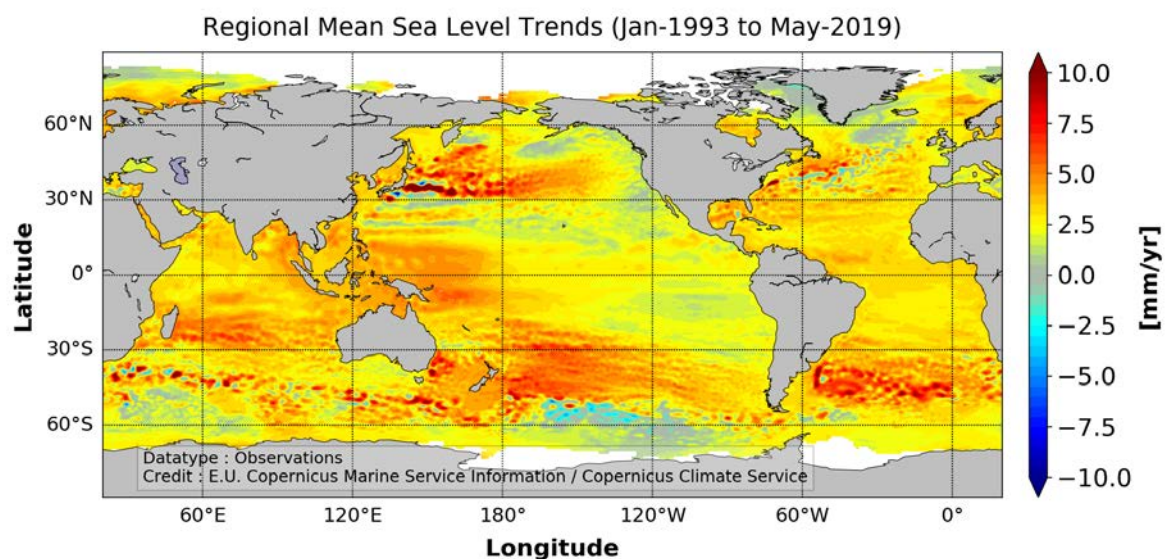 Regional Mean Sea Level Trends (Jan-1993 to May-2019)
10.0
7.5
5.0
2.5
0.0
−2.5
−5.0
−7.5
−10.0
[mm/yr]
60°N
30°N
0°
30°S
60°S
Latitude
Datatype : Observations
Credit : E.U. Copernicus Marine Service Information / Copernicus Climate Service
60°E 120°E 180° 120°W 60°W 0°
Longitude